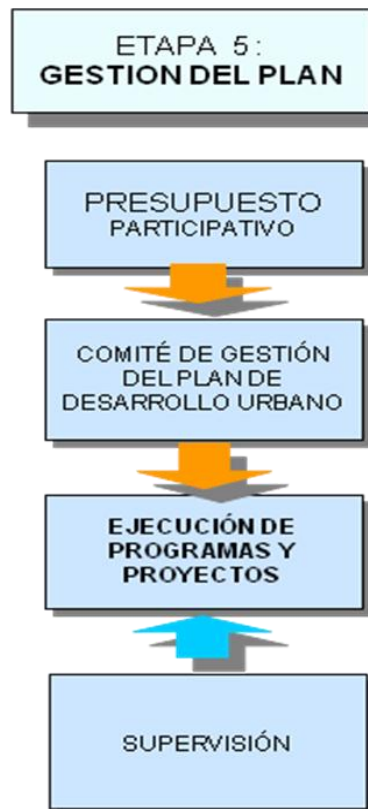 ETAPA 5:
GESTION DEL PLAN
PRESUPUESTO
PARTICIPATIVO
COMITÉ DE GESTIÓN
DEL PLAN DE
DESARROLLO URBANO
EJECUCIÓN DE
PROGRAMAS Y
PROYECTOS
SUPERVISIÓN